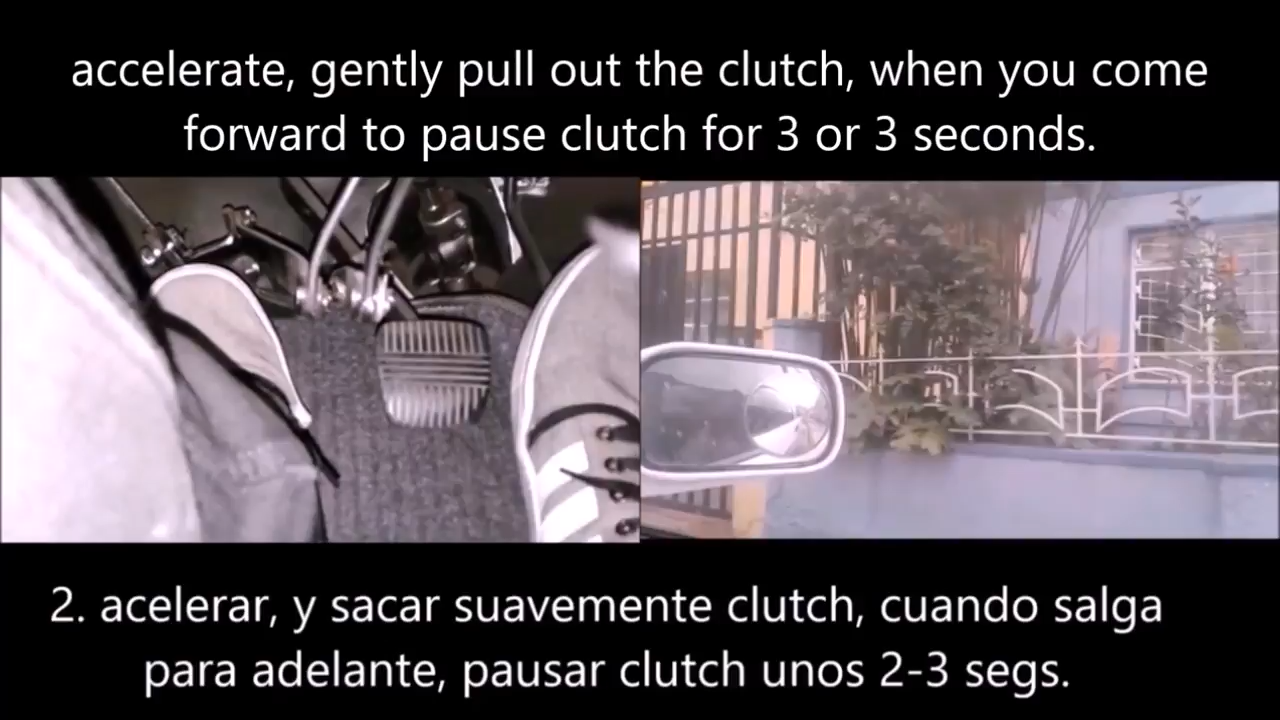 accelerate, gently pull out the clutch, when you come
forward to pause clutch for 3 or 3 seconds.
2. acelerar, y sacar suavemente clutch, cuando salga
para adelante, pausar clutch unos 2-3 segs.